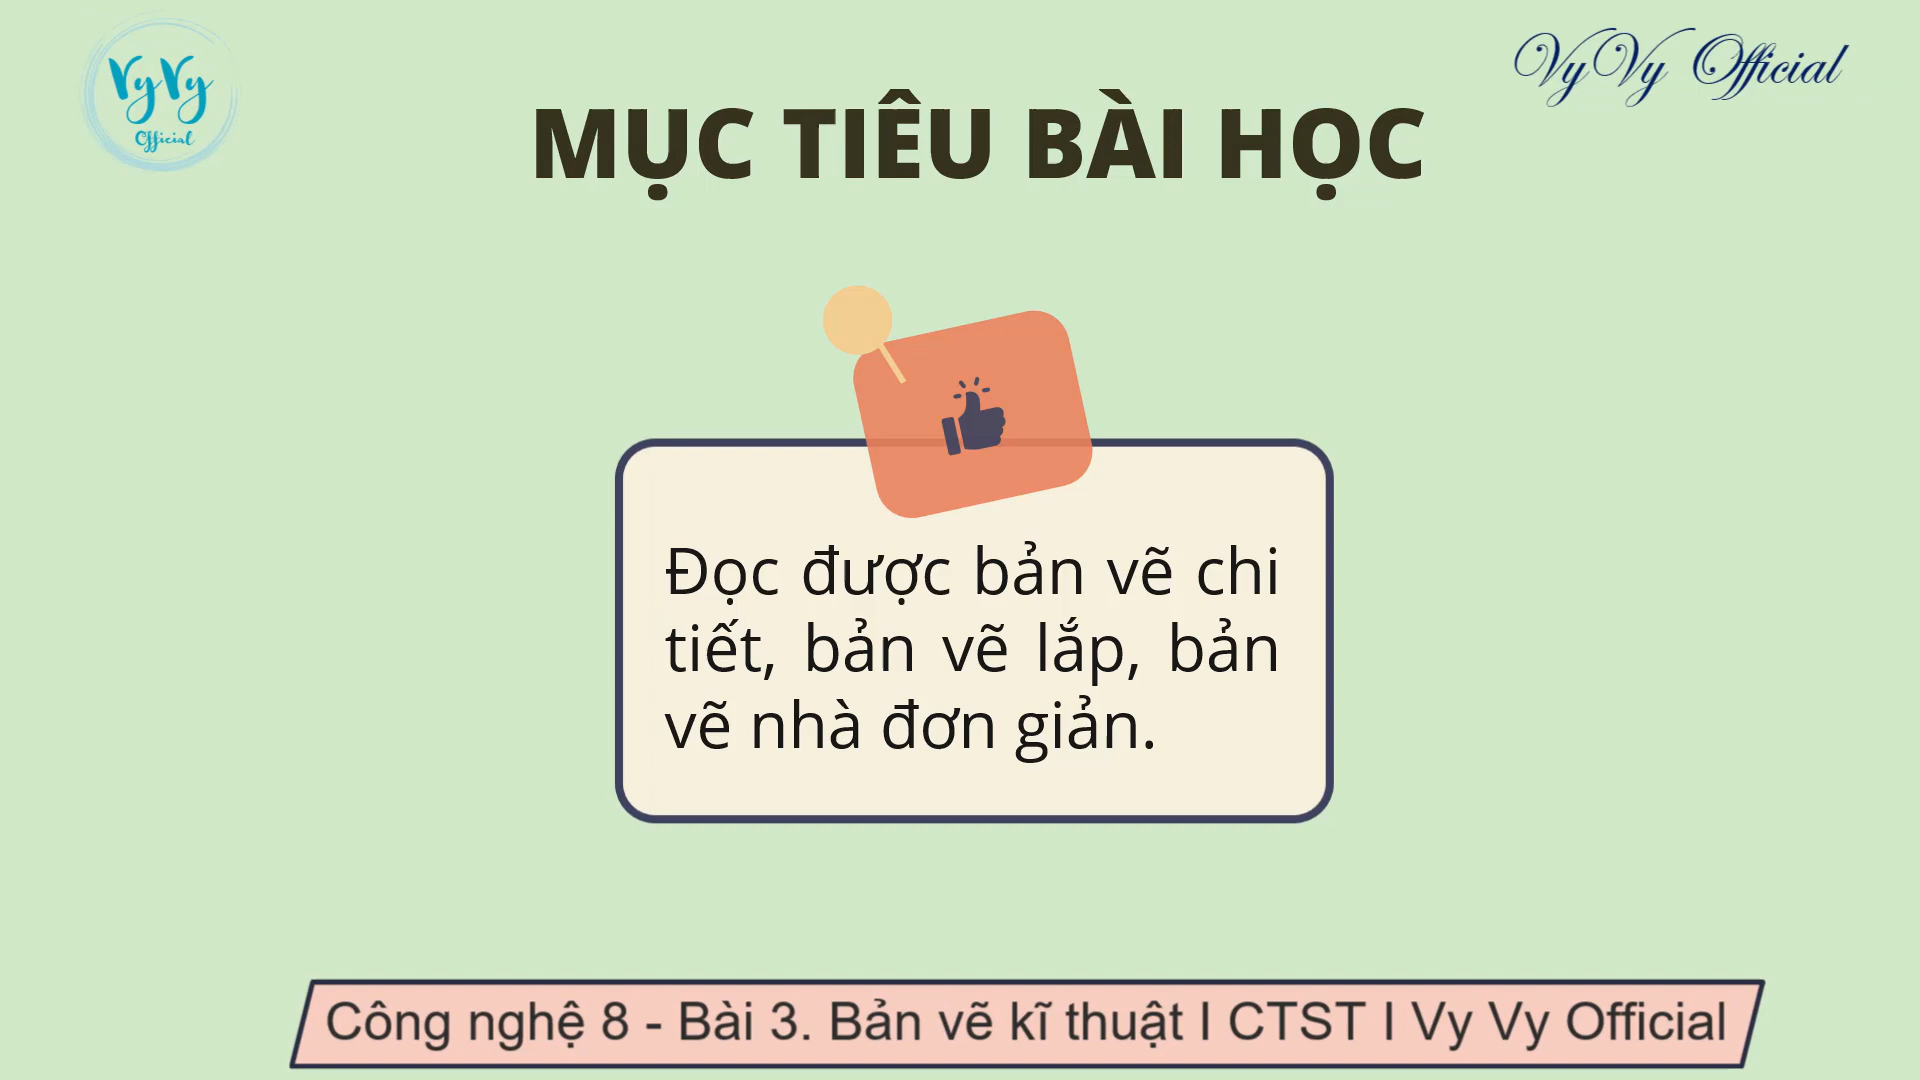 VyVy
Official
VyVy Official
MỤC TIÊU BÀI HỌC
Đọc được bản vẽ chi
tiết, bản vẽ lắp, bản
vẽ nhà đơn giản.
Công nghệ 8 - Bài 3. Bản vẽ kĩ thuật I CTST I Vy Vy Official